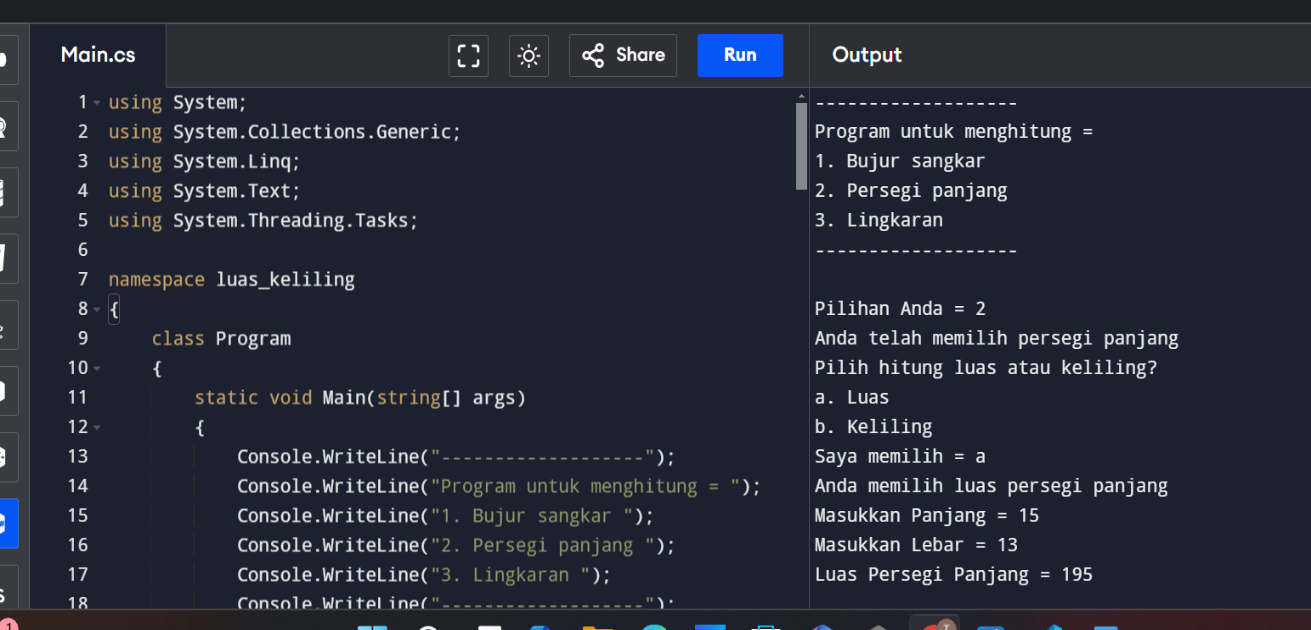 Main.cs
Share
Run
Output
1 using System;
2 using System.Collections.Generic;
3 using System.Linq;
4 using System.Text;
5 using System.Threading.Tasks;
6
7 namespace luas_keliling
8 {
9 class Program
10 {
11 static void Main(string[] args)
12 {
13 Console.WriteLine("-------------------");
14 Console.WriteLine("Program untuk menghitung = ");
15 Console.WriteLine("1. Bujur sangkar ");
16 Console.WriteLine("2. Persegi panjang ");
17 Console.WriteLine("3. Lingkaran ");
18 Console.WriteLine("-------------------");
-------------------
Program untuk menghitung =
1. Bujur sangkar
2. Persegi panjang
3. Lingkaran
-------------------
Pilihan Anda = 2
Anda telah memilih persegi panjang
Pilih hitung luas atau keliling?
a. Luas
b. Keliling
Saya memilih = a
Anda memilih luas persegi panjang
Masukkan Panjang = 15
Masukkan Lebar = 13
Luas Persegi Panjang = 195
1